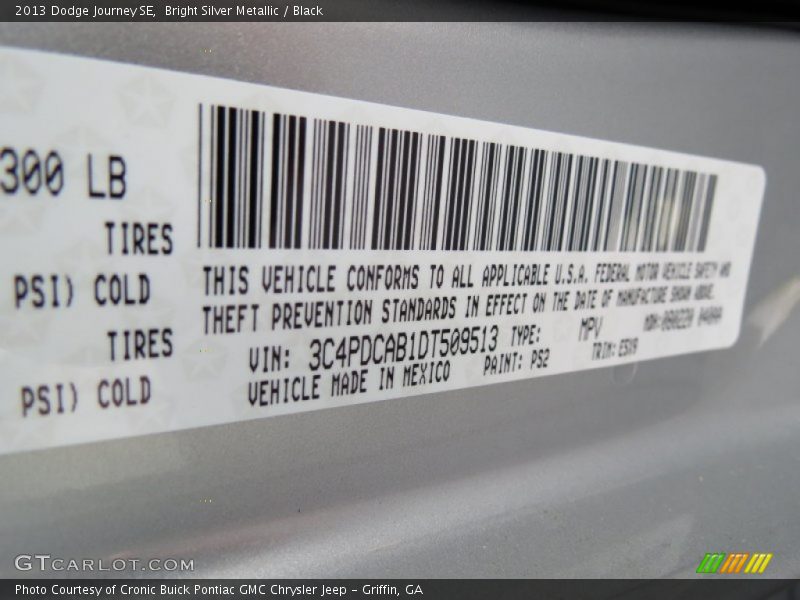 2013 Dodge Journey SE,  Bright Silver Metallic / Black
300 LB
TIRES
PSI) COLD
TIRES
PSI) COLD
THIS VEHICLE CONFORMS TO ALL APPLICABLE U.S.A. FEDERAL MOTOR VEHICLE SAFETY AND
THEFT PREVENTION STANDARDS IN EFFECT ON THE DATE OF MANUFACTURE SHOWN ABOVE.
VIN: 3C4PDCAB1DT509513 TYPE: MPV MDH:
VEHICLE MADE IN MEXICO PAINT: PS2 TRIM:
GTCARLOT.COM
Photo Courtesy of Cronic Buick Pontiac GMC Chrysler Jeep - Griffin, GA